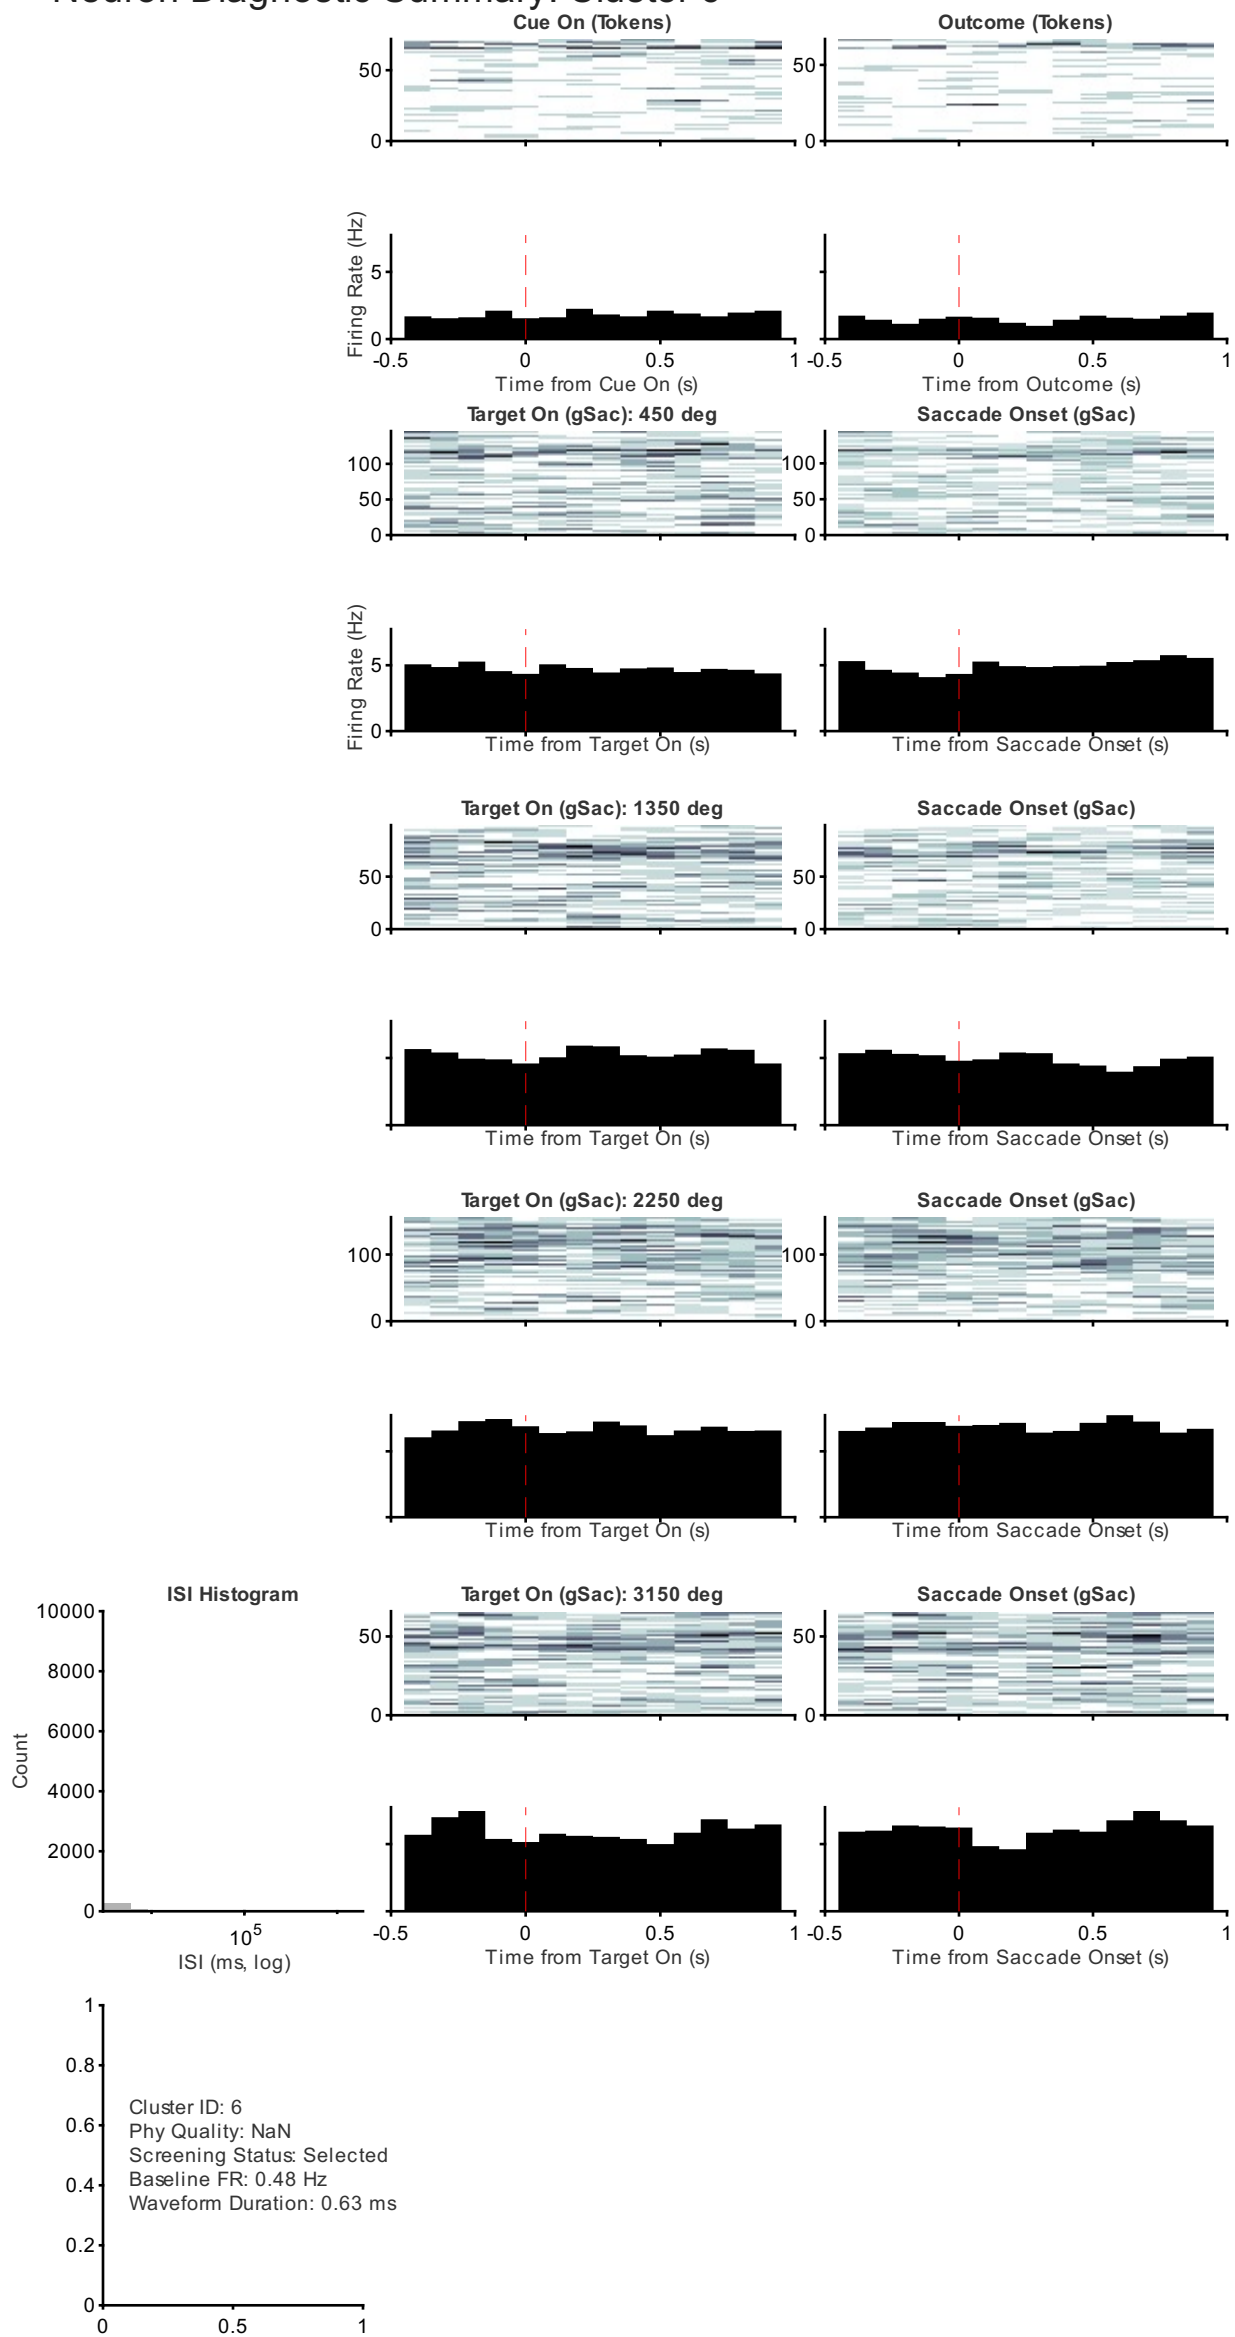 Neuron Diagnostic Summary: Cluster 6
Cue On (Tokens) Outcome (Tokens)
50 50
0 0
Firing Rate (Hz)
5
0
-0.5 0 0.5 1 -0.5 0 0.5 1
Time from Cue On (s) Time from Outcome (s)
Target On (gSac): 450 deg Saccade Onset (gSac)
100 100
50 50
0 0
Firing Rate (Hz)
5
0
Time from Target On (s) Time from Saccade Onset (s)
Target On (gSac): 1350 deg Saccade Onset (gSac)
50 50
0 0
Time from Target On (s) Time from Saccade Onset (s)
Target On (gSac): 2250 deg Saccade Onset (gSac)
100 100
0 0
Time from Target On (s) Time from Saccade Onset (s)
ISI Histogram Target On (gSac): 3150 deg Saccade Onset (gSac)
10000
50 50
8000
6000
0 0
Count
4000
2000
0
10^5
-0.5 0 0.5 1 -0.5 0 0.5 1
ISI (ms, log) Time from Target On (s) Time from Saccade Onset (s)
1
0.8
Cluster ID: 6
0.6 Phy Quality: NaN
Screening Status: Selected
0.4 Baseline FR: 0.48 Hz
Waveform Duration: 0.63 ms
0.2
0
0 0.5 1